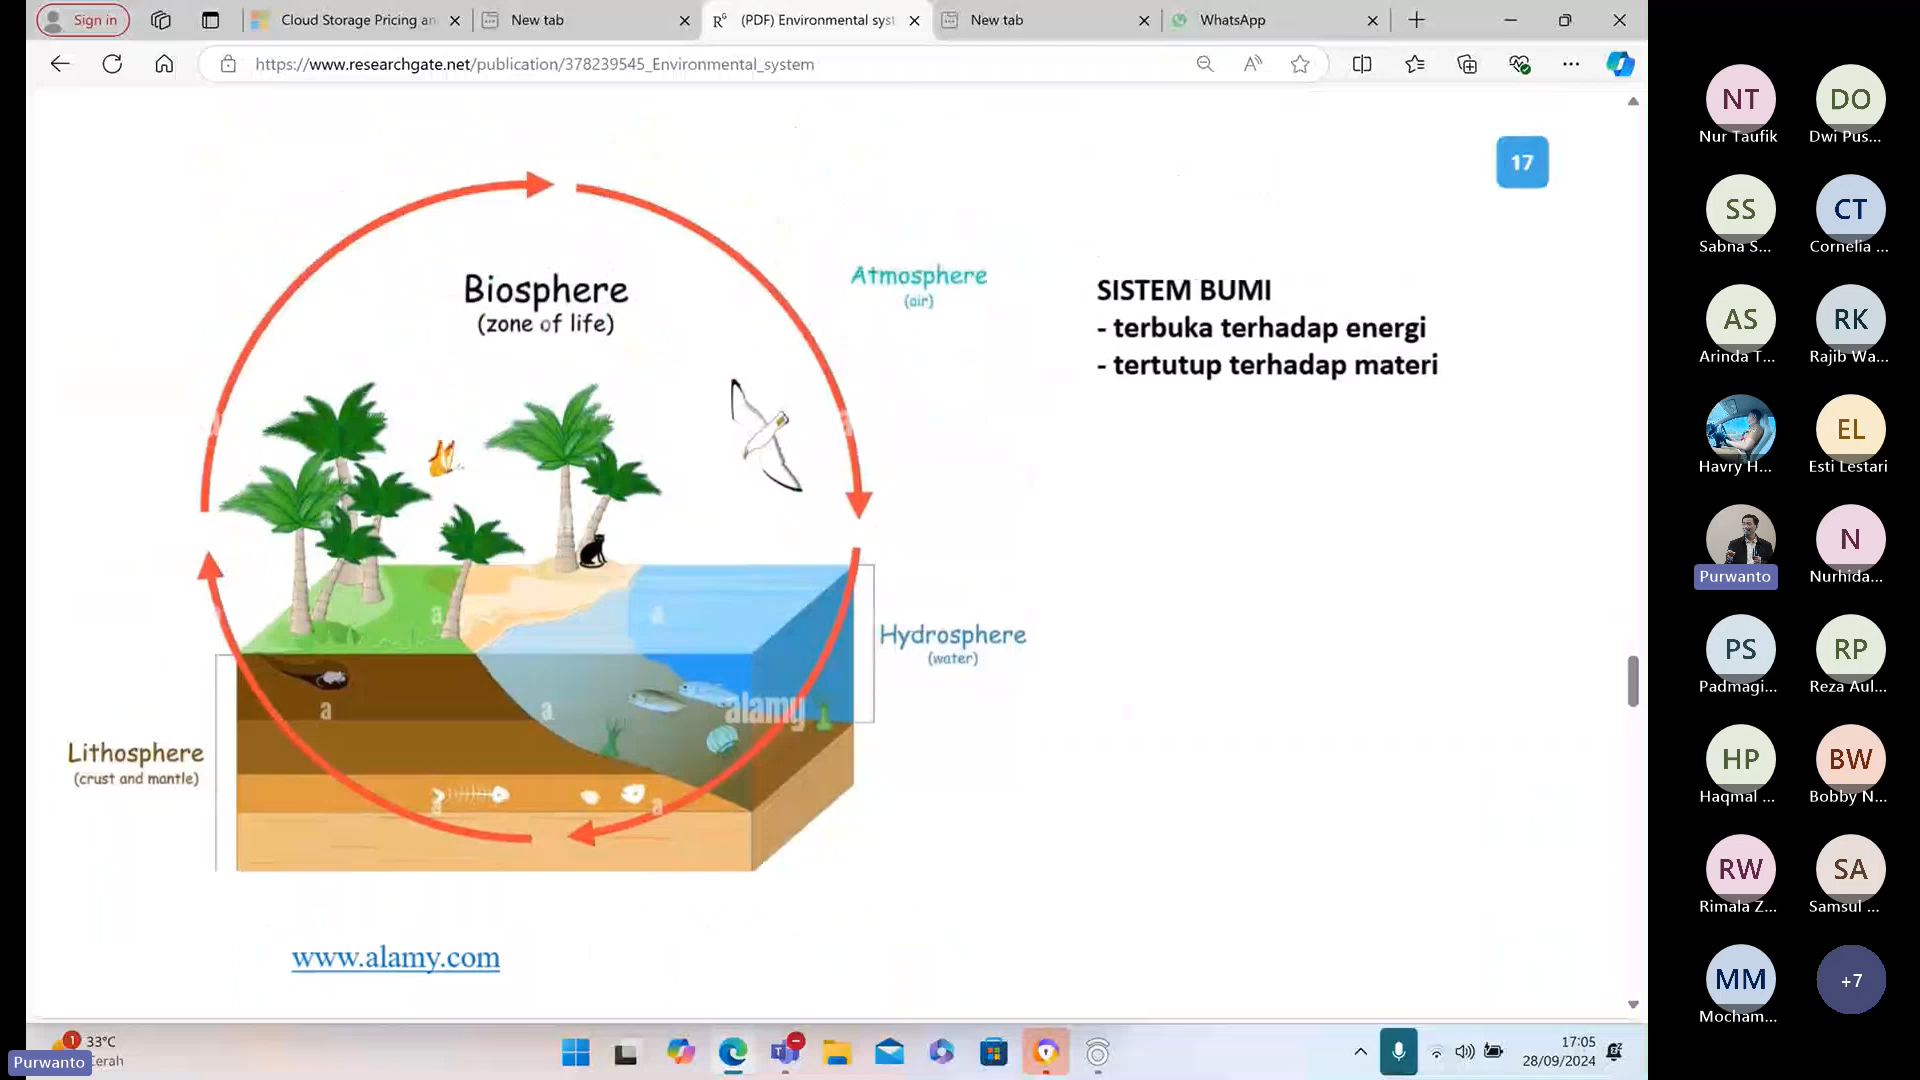 Sign in
Cloud Storage Pricing an
New tab
(PDF) Environmental syst
New tab
WhatsApp
https://www.researchgate.net/publication/378239545_Environmental_system
17
Biosphere
(zone of life)
Atmosphere
(air)
SISTEM BUMI
- terbuka terhadap energi
- tertutup terhadap materi
Hydrosphere
(water)
alamy
a
a
a
a
a
a
Lithosphere
(crust and mantle)
www.alamy.com
NT
Nur Taufik
DO
Dwi Pus...
SS
Sabna S...
CT
Cornelia ...
AS
Arinda T...
RK
Rajib Wa...
Havry H...
EL
Esti Lestari
Purwanto
N
Nurhida...
PS
Padmagi...
RP
Reza Aul...
HP
Haqmal ...
BW
Bobby N...
RW
Rimala Z...
SA
Samsul ...
MM
Mocham...
+7
1
33°C
Purwanto
17:05
28/09/2024